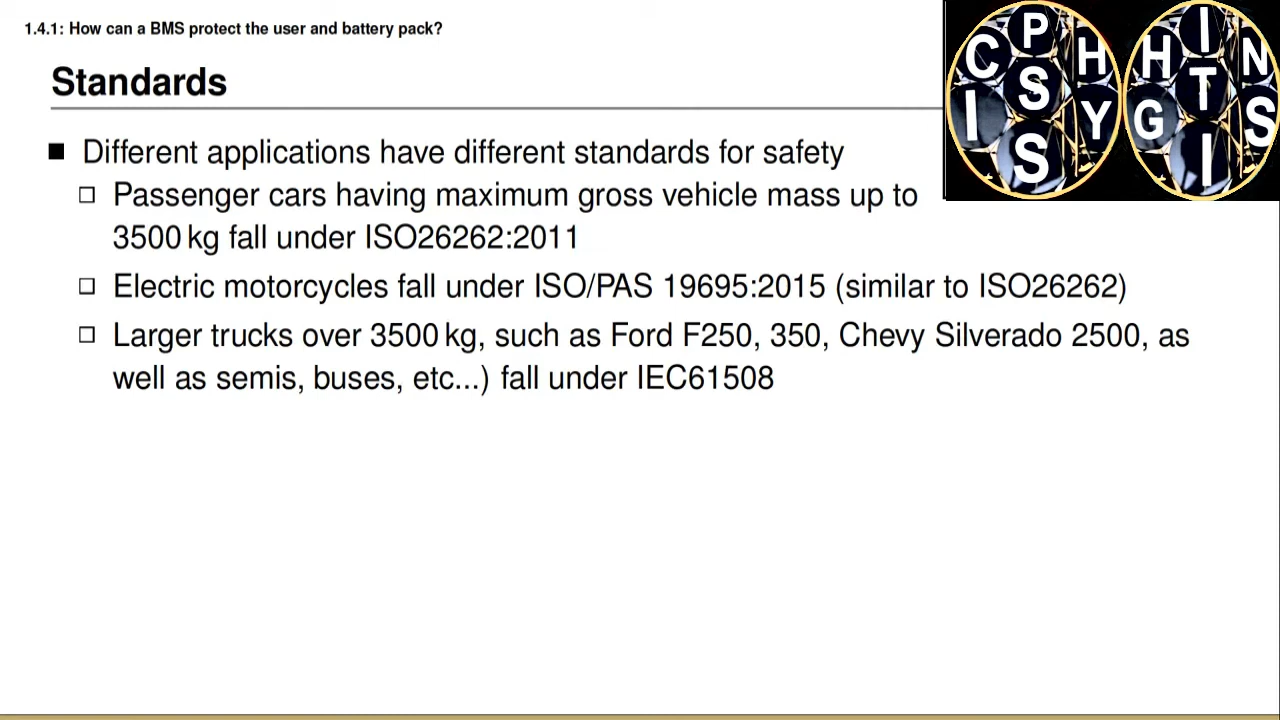 1.4.1: How can a BMS protect the user and battery pack?
Standards
■ Different applications have different standards for safety
□ Passenger cars having maximum gross vehicle mass up to
3500 kg fall under ISO26262:2011
□ Electric motorcycles fall under ISO/PAS 19695:2015 (similar to ISO26262)
□ Larger trucks over 3500 kg, such as Ford F250, 350, Chevy Silverado 2500, as
well as semis, buses, etc...) fall under IEC61508
C P H
I S Y
S
H I N
G T S
I